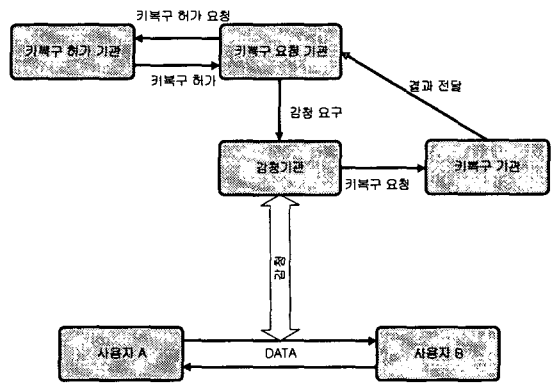 키복구 허가 요청
키복구 허가 기관
키복구 요청 기관
키복구 허가
결과 전달
감청 요구
감청기관
키복구 기관
키복구 요청
감청
사용자 A
DATA
사용자 B